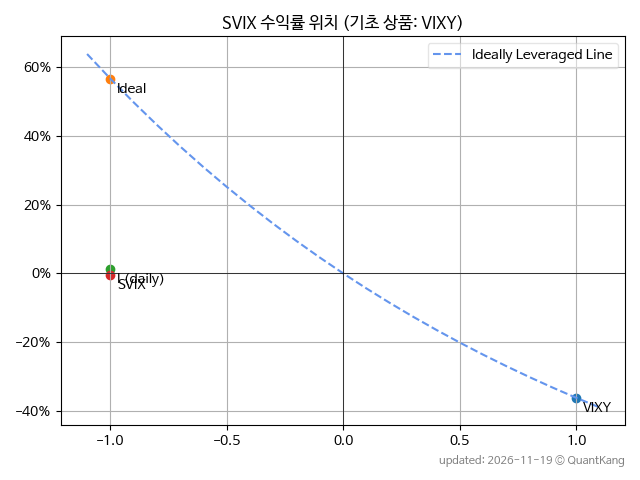 SVIX 수익률 위치 (기초 상품: VIXY)
Ideally Leveraged Line
60%
Ideal
40%
20%
0%
L(daily)
SVIX
−20%
−40%
VIXY
−1.0
−0.5
0.0
0.5
1.0
updated: 2026-11-19 © QuantKang